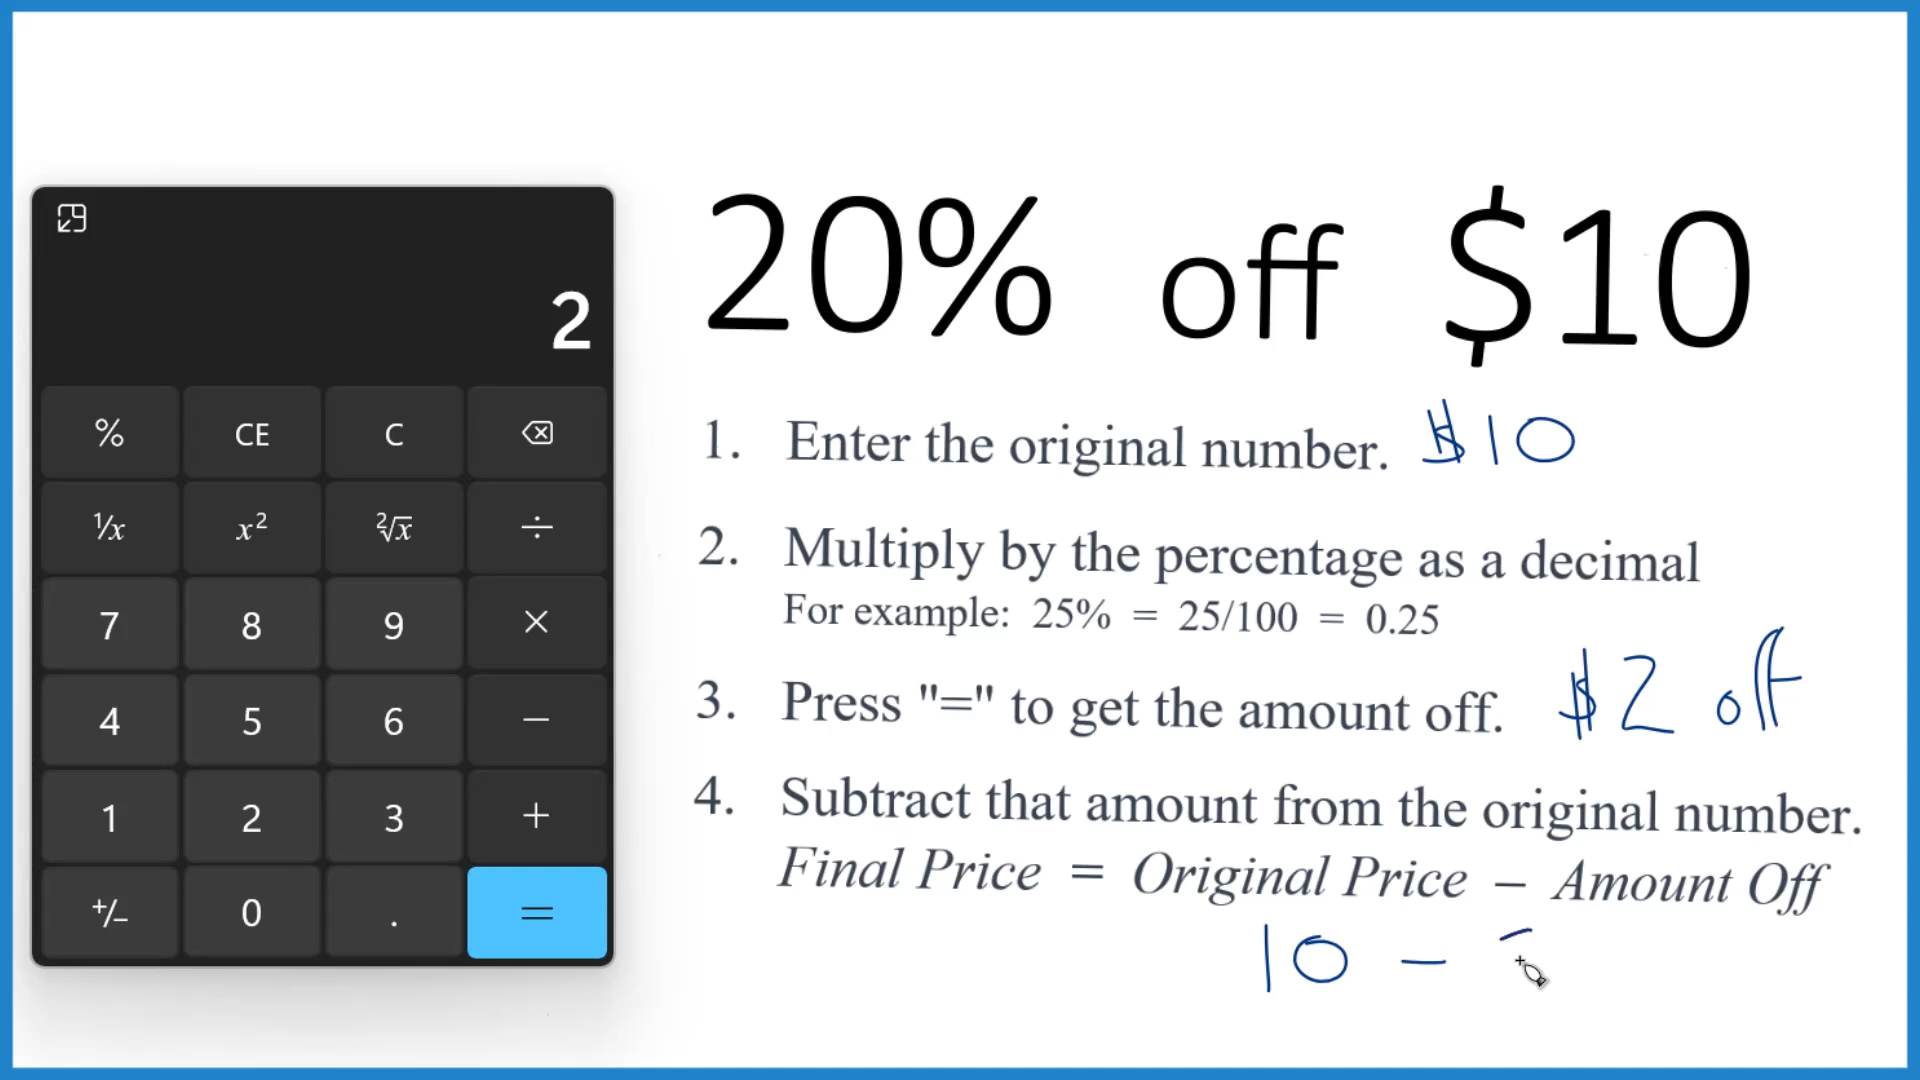 2
% CE C
⅟x x² ²√x ÷
7 8 9 ×
4 5 6 −
1 2 3 +
+/− 0 . =
20% off $10
1. Enter the original number. $10
2. Multiply by the percentage as a decimal
For example: 25% = 25/100 = 0.25
3. Press "=" to get the amount off. $2 off
4. Subtract that amount from the original number.
Final Price = Original Price − Amount Off
10 −